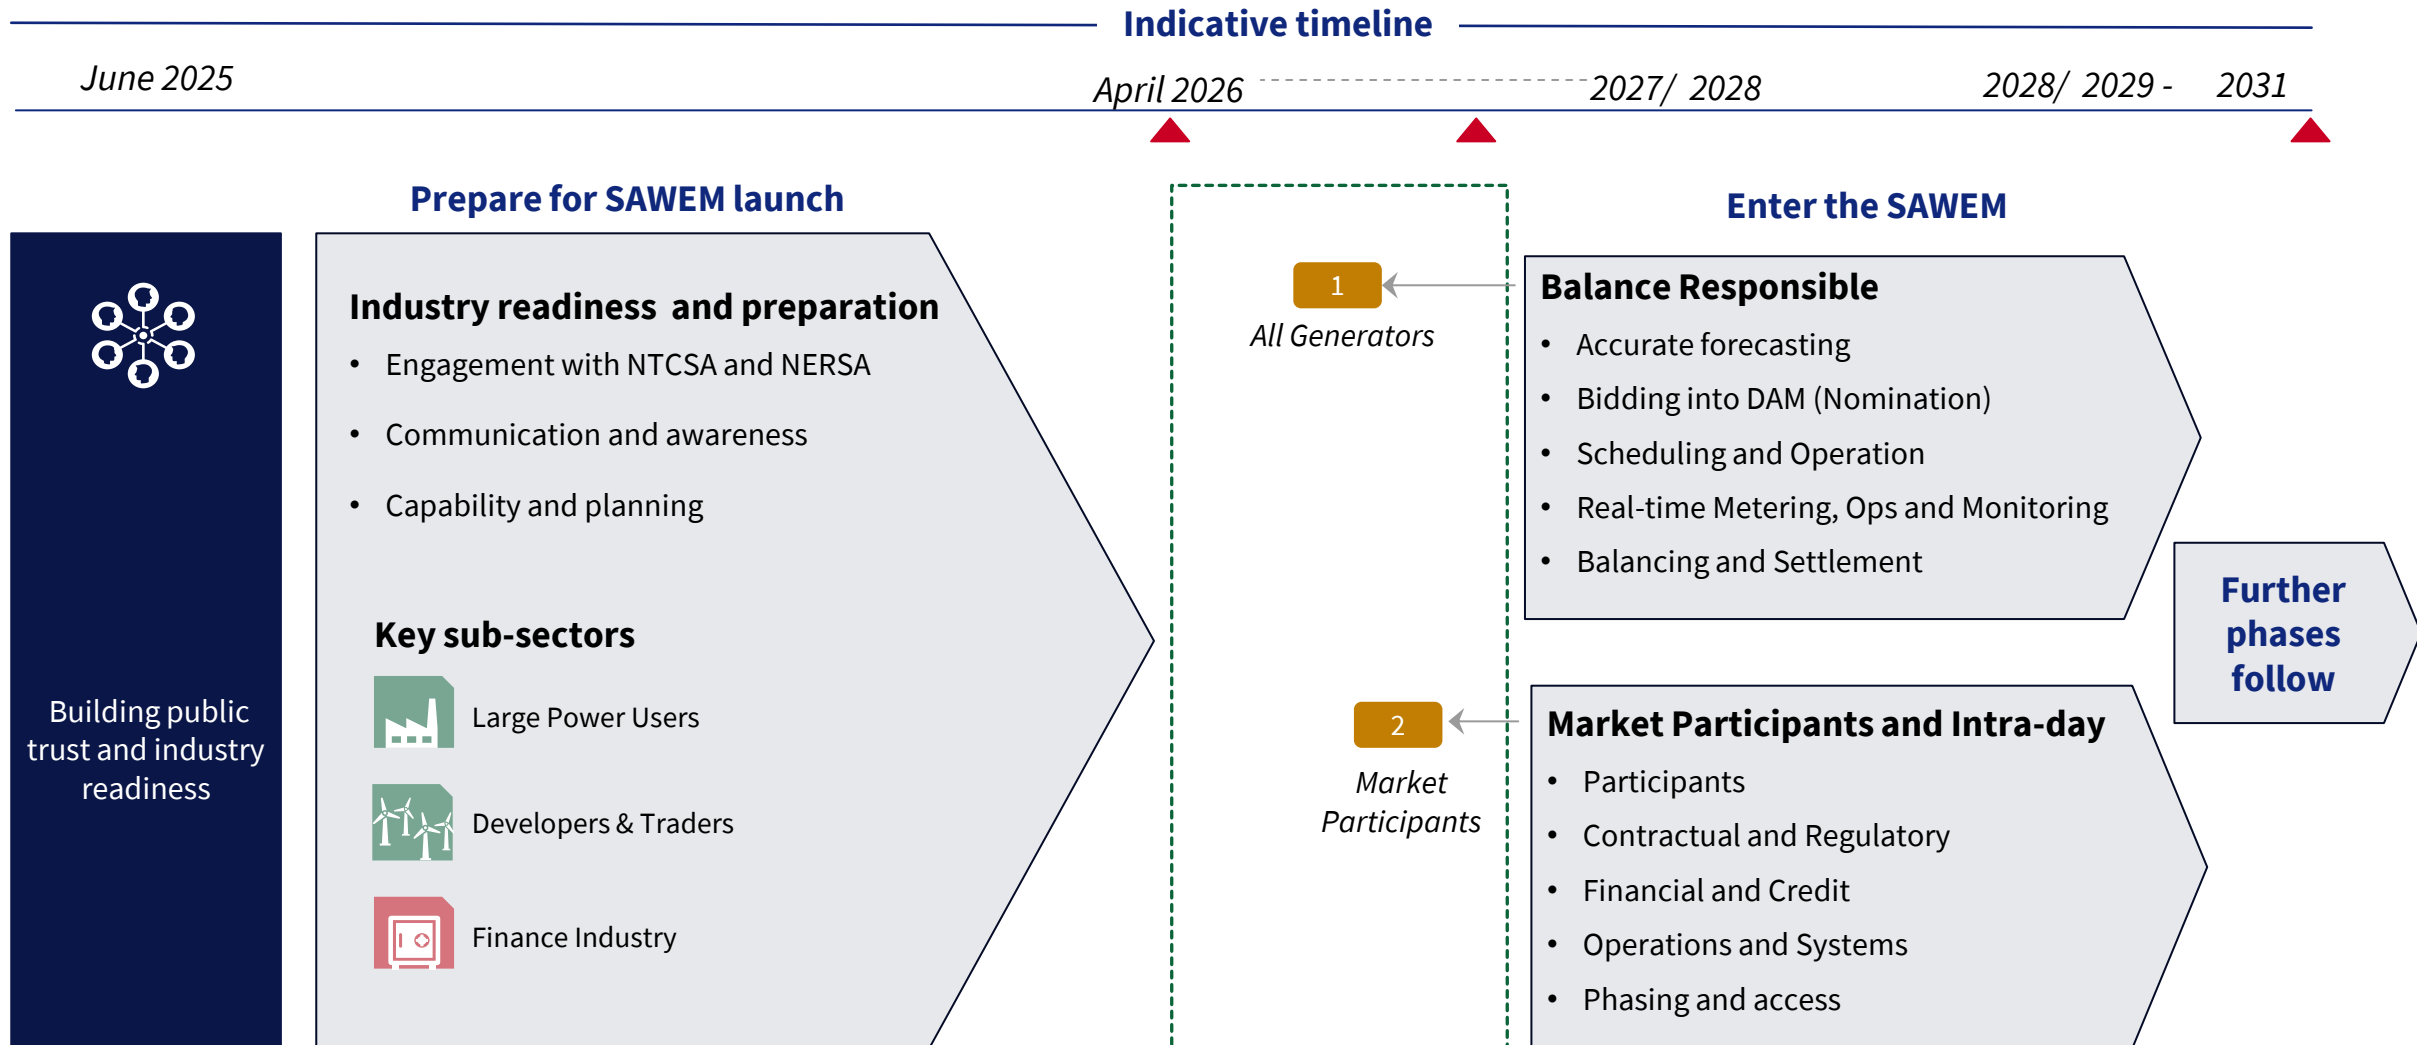 Indicative timeline
June 2025
April 2026
2027/ 2028
2028/ 2029 - 2031
Prepare for SAWEM launch
Enter the SAWEM
Building public
trust and industry
readiness
Industry readiness and preparation
• Engagement with NTCSA and NERSA
• Communication and awareness
• Capability and planning
Key sub-sectors
Large Power Users
Developers & Traders
Finance Industry
1
All Generators
2
Market
Participants
Balance Responsible
• Accurate forecasting
• Bidding into DAM (Nomination)
• Scheduling and Operation
• Real-time Metering, Ops and Monitoring
• Balancing and Settlement
Market Participants and Intra-day
• Participants
• Contractual and Regulatory
• Financial and Credit
• Operations and Systems
• Phasing and access
Further
phases
follow